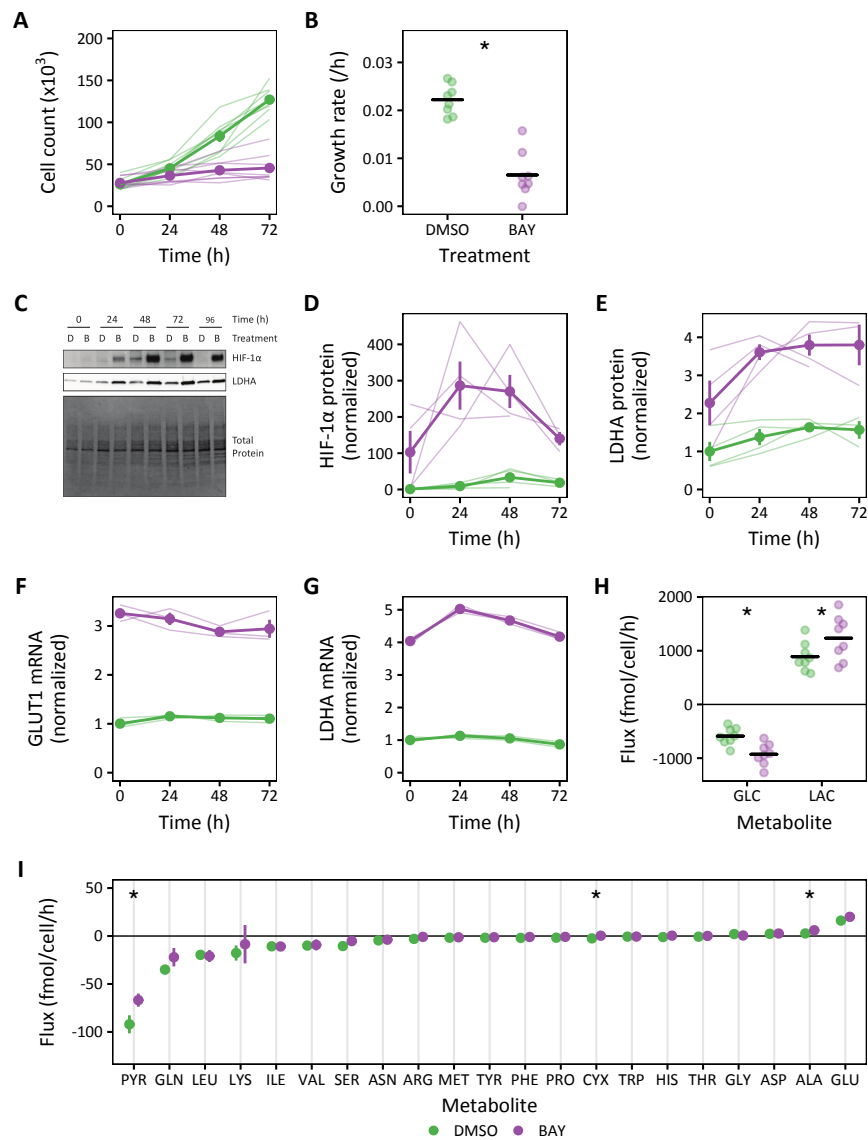 A
Cell count (x10³)
200
150
100
50
0
0 24 48 72
Time (h)
B
*
Growth rate (/h)
0.03
0.02
0.01
0.00
DMSO BAY
Treatment
C
0 24 48 72 96 Time (h)
D B D B D B D B D B Treatment
HIF-1α
LDHA
Total
Protein
D
HIF-1α protein
(normalized)
400
300
200
100
0
0 24 48 72
Time (h)
E
LDHA protein
(normalized)
4
3
2
1
0
0 24 48 72
Time (h)
F
GLUT1 mRNA
(normalized)
3
2
1
0
0 24 48 72
Time (h)
G
LDHA mRNA
(normalized)
5
4
3
2
1
0
0 24 48 72
Time (h)
H
* *
Flux (fmol/cell/h)
2000
1000
0
-1000
GLC LAC
Metabolite
I
* * *
Flux (fmol/cell/h)
50
0
-50
-100
PYR GLN LEU LYS ILE VAL SER ASN ARG MET TYR PHE PRO CYX TRP HIS THR GLY ASP ALA GLU
Metabolite
DMSO BAY